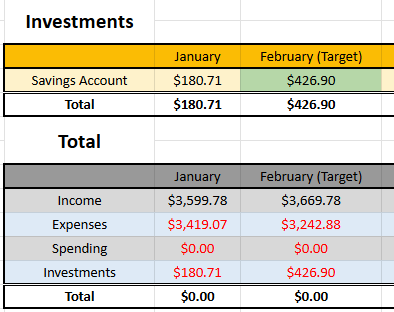 Investments
January February (Target)
Savings Account $180.71 $426.90
Total $180.71 $426.90
Total
January February (Target)
Income $3,599.78 $3,669.78
Expenses $3,419.07 $3,242.88
Spending $0.00 $0.00
Investments $180.71 $426.90
Total $0.00 $0.00